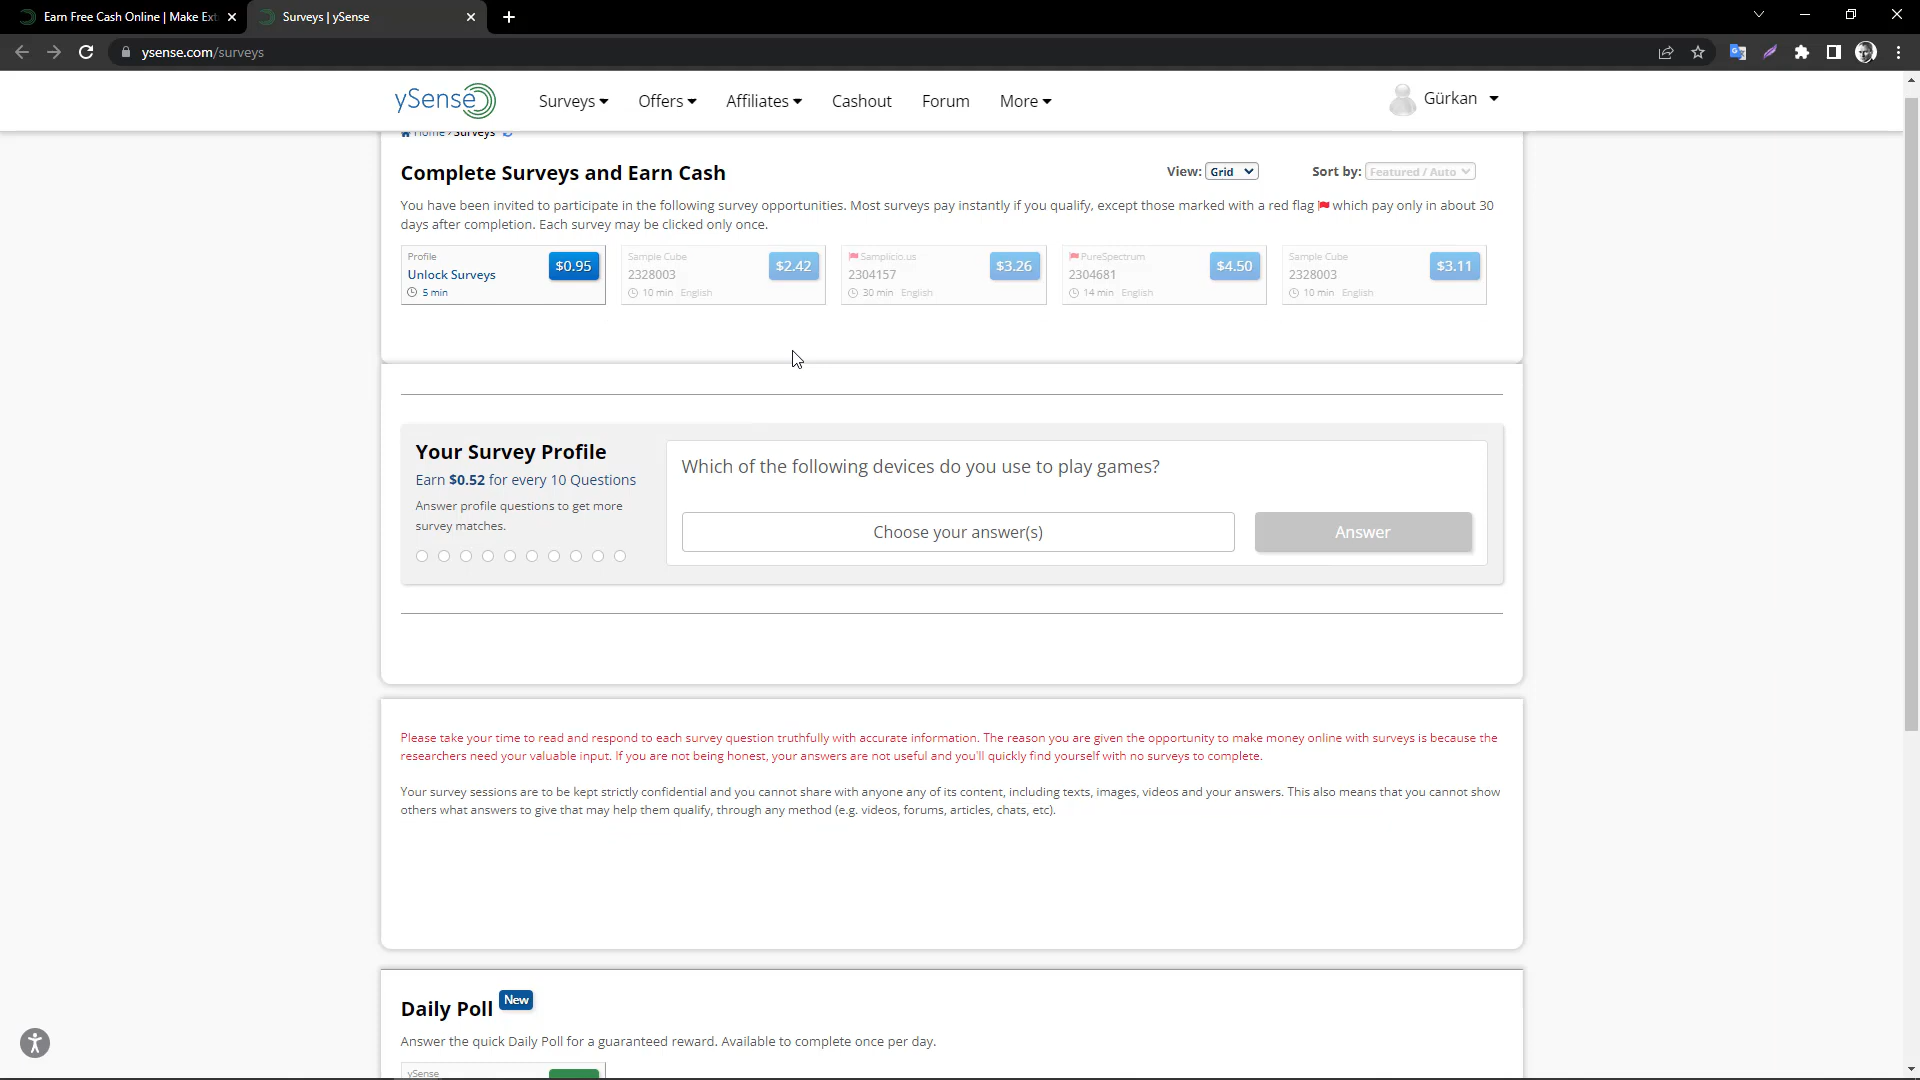 Earn Free Cash Online | Make Ext
Surveys | ySense
ysense.com/surveys
ySense
Surveys
Offers
Affiliates
Cashout
Forum
More
Gürkan
Home › Surveys
Complete Surveys and Earn Cash
View: Grid
Sort by: Featured / Auto
You have been invited to participate in the following survey opportunities. Most surveys pay instantly if you qualify, except those marked with a red flag which pay only in about 30
days after completion. Each survey may be clicked only once.
Profile
Unlock Surveys
5 min
$0.95
Sample Cube
2328003
10 min English
$2.42
Samplicio.us
2304157
30 min English
$3.26
PureSpectrum
2304681
14 min English
$4.50
Sample Cube
2328003
10 min English
$3.11
Your Survey Profile
Earn $0.52 for every 10 Questions
Answer profile questions to get more
survey matches.
Which of the following devices do you use to play games?
Choose your answer(s)
Answer
Please take your time to read and respond to each survey question truthfully with accurate information. The reason you are given the opportunity to make money online with surveys is because the
researchers need your valuable input. If you are not being honest, your answers are not useful and you'll quickly find yourself with no surveys to complete.
Your survey sessions are to be kept strictly confidential and you cannot share with anyone any of its content, including texts, images, videos and your answers. This also means that you cannot show
others what answers to give that may help them qualify, through any method (e.g. videos, forums, articles, chats, etc).
Daily Poll New
Answer the quick Daily Poll for a guaranteed reward. Available to complete once per day.
ySense